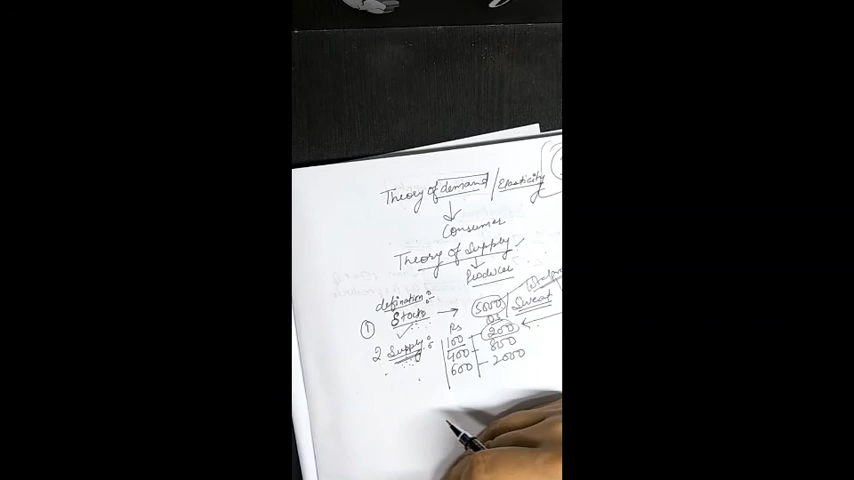 Theory of demand / Elasticity
Consumer
Theory of Supply
Producer
definition:-
① Stock → 5000
Sweat
2 Supply:
Rs Qs
100 - 200
400 - 800
600 - 2000